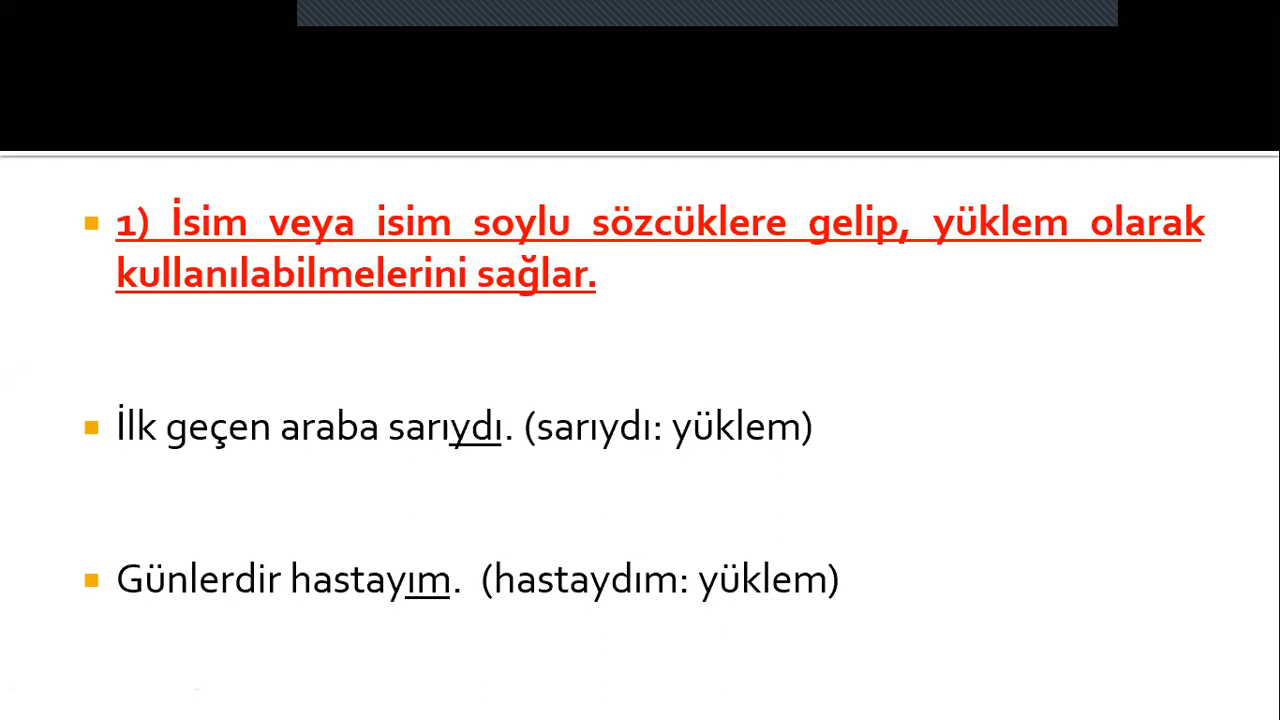 1) İsim veya isim soylu sözcüklere gelip, yüklem olarak
kullanılabilmelerini sağlar.
İlk geçen araba sarıydı. (sarıydı: yüklem)
Günlerdir hastayım. (hastaydım: yüklem)